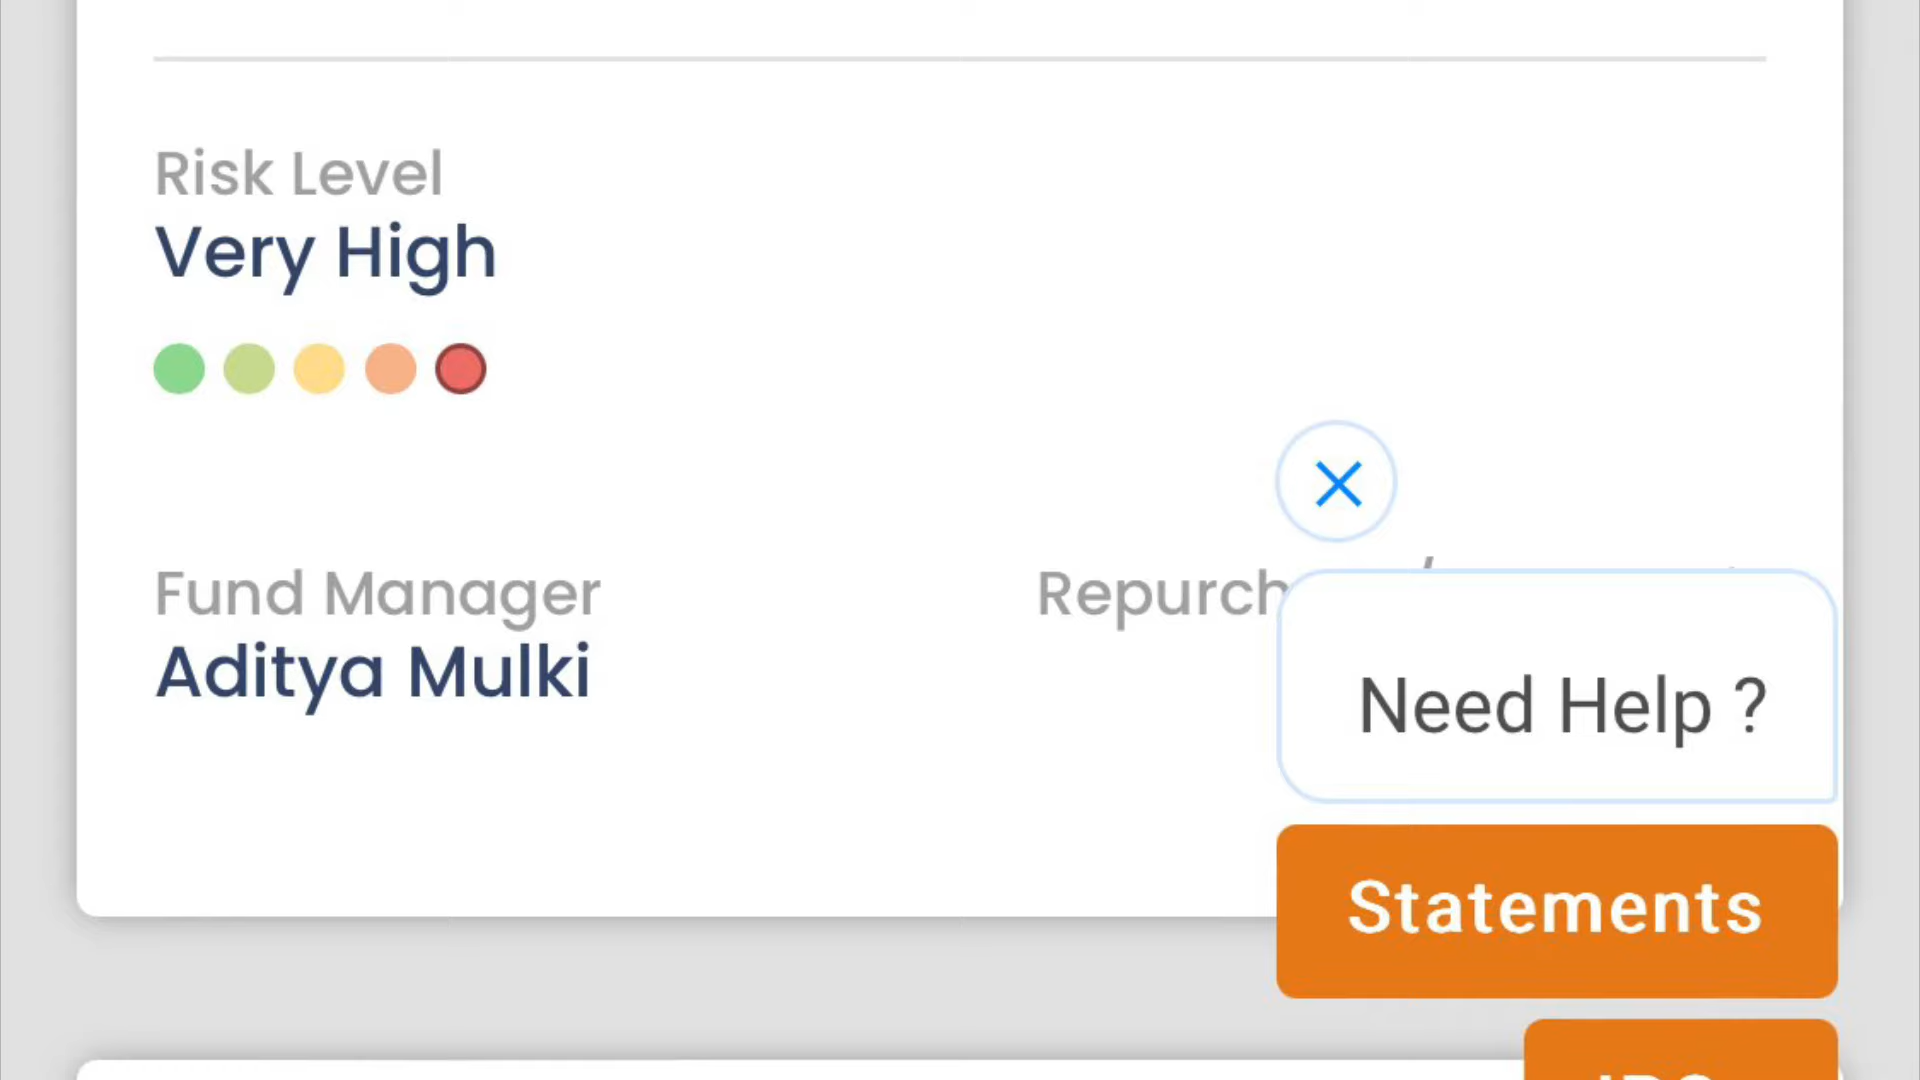 Risk Level
Very High
Fund Manager
Aditya Mulki
Repurch
Need Help ?
Statements